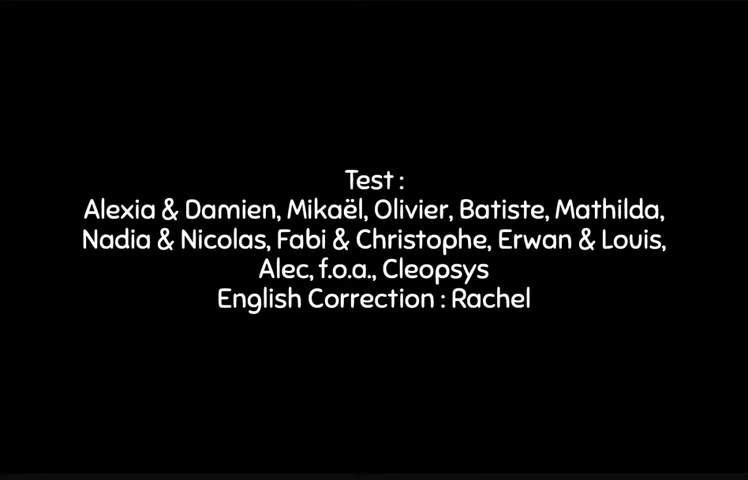 Test :
Alexia & Damien, Mikaël, Olivier, Batiste, Mathilda,
Nadia & Nicolas, Fabi & Christophe, Erwan & Louis,
Alec, f.o.a., Cleopsys
English Correction : Rachel